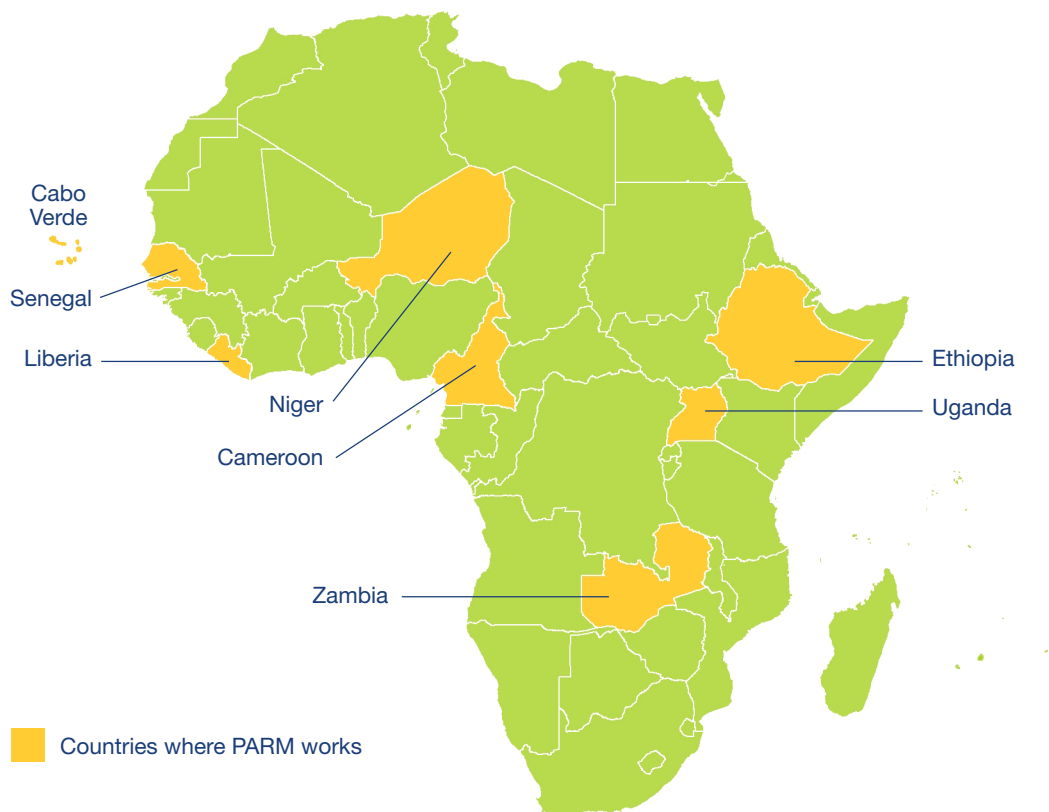 Cabo
Verde
Senegal
Liberia
Niger
Cameroon
Ethiopia
Uganda
Zambia
Countries where PARM works